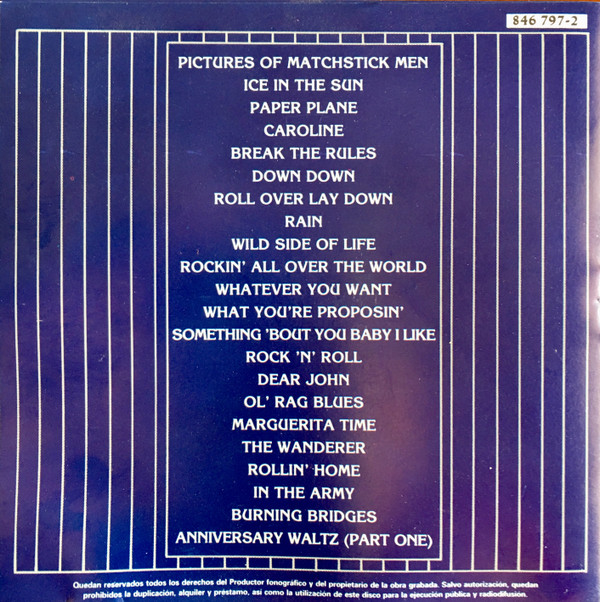 846 797-2
PICTURES OF MATCHSTICK MEN
ICE IN THE SUN
PAPER PLANE
CAROLINE
BREAK THE RULES
DOWN DOWN
ROLL OVER LAY DOWN
RAIN
WILD SIDE OF LIFE
ROCKIN' ALL OVER THE WORLD
WHATEVER YOU WANT
WHAT YOU'RE PROPOSIN'
SOMETHING 'BOUT YOU BABY I LIKE
ROCK 'N' ROLL
DEAR JOHN
OL' RAG BLUES
MARGUERITA TIME
THE WANDERER
ROLLIN' HOME
IN THE ARMY
BURNING BRIDGES
ANNIVERSARY WALTZ (PART ONE)
Quedan reservados todos los derechos del Productor fonográfico y del propietario de la obra grabada. Salvo autorización, quedan
prohibidos la duplicación, alquiler y préstamo, así como la utilización de este disco para la ejecución pública y radiodifusion.